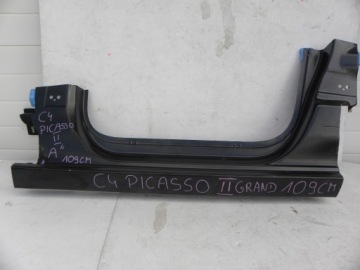 C4
PICASSO
II
"A"
109CM
C4 PICASSO II GRAND 109CM